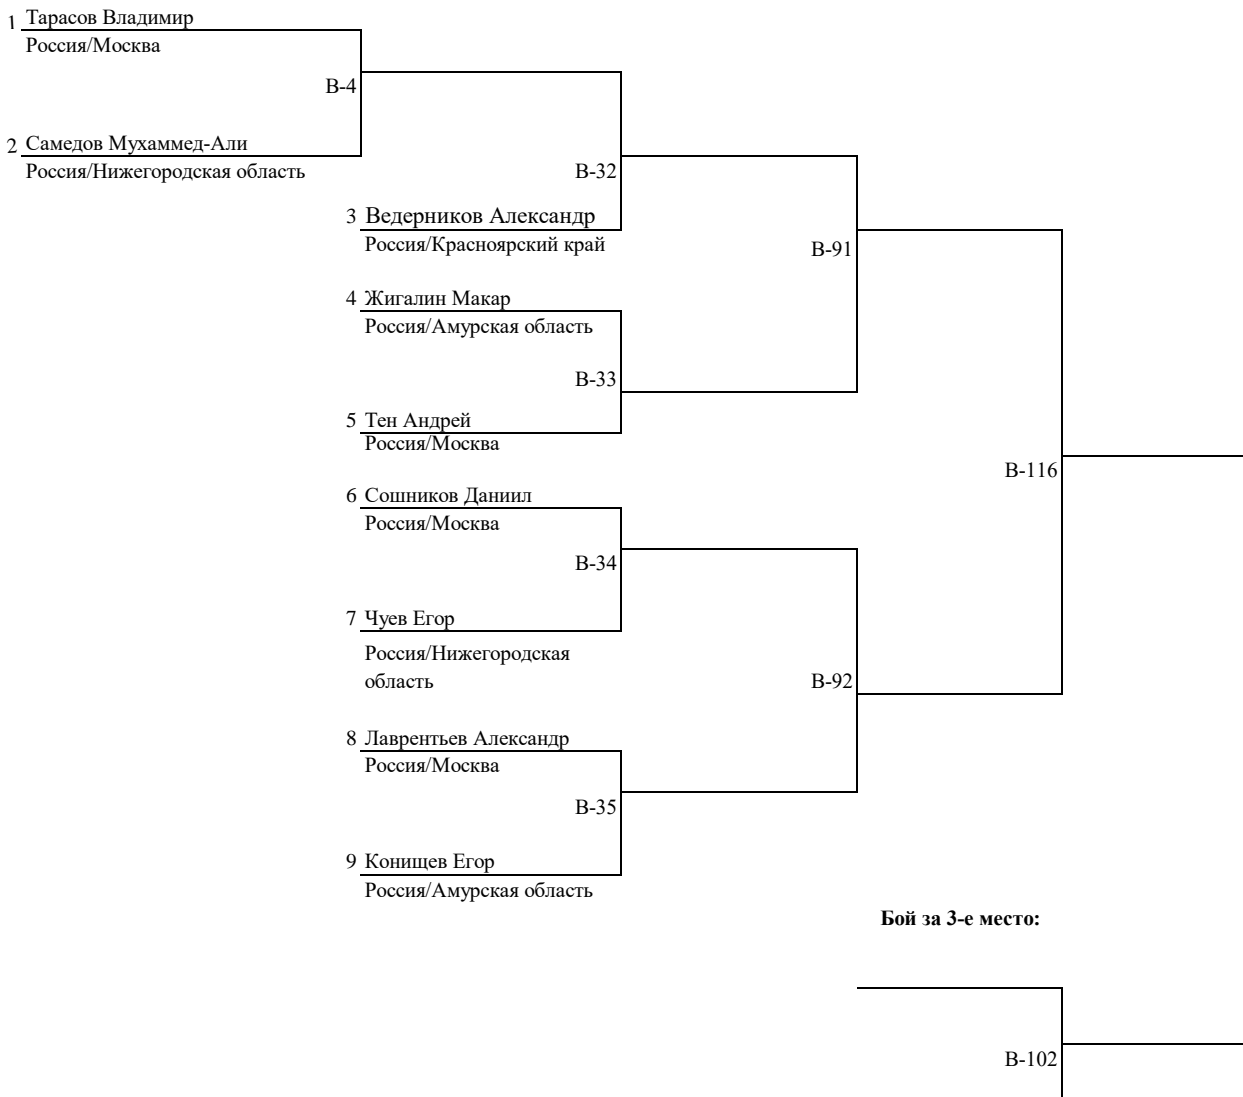 1 Тарасов Владимир
Россия/Москва
В-4
2 Самедов Мухаммед-Али
Россия/Нижегородская область
В-32
3 Ведерников Александр
Россия/Красноярский край
В-91
4 Жигалин Макар
Россия/Амурская область
В-33
5 Тен Андрей
Россия/Москва
В-116
6 Сошников Даниил
Россия/Москва
В-34
7 Чуев Егор
Россия/Нижегородская
область
В-92
8 Лаврентьев Александр
Россия/Москва
В-35
9 Конищев Егор
Россия/Амурская область
Бой за 3-е место:
В-102